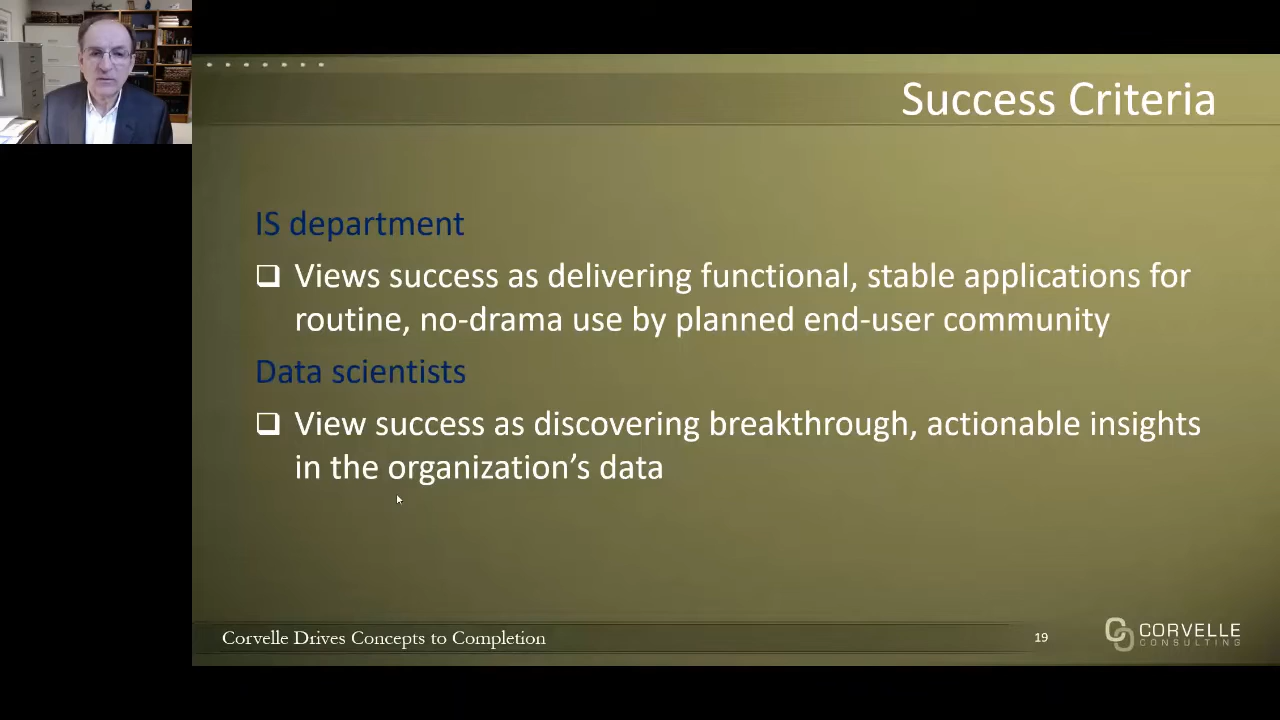 Success Criteria
IS department
❑ Views success as delivering functional, stable applications for
routine, no-drama use by planned end-user community
Data scientists
❑ View success as discovering breakthrough, actionable insights
in the organization’s data
Corvelle Drives Concepts to Completion
19
CORVELLE
CONSULTING